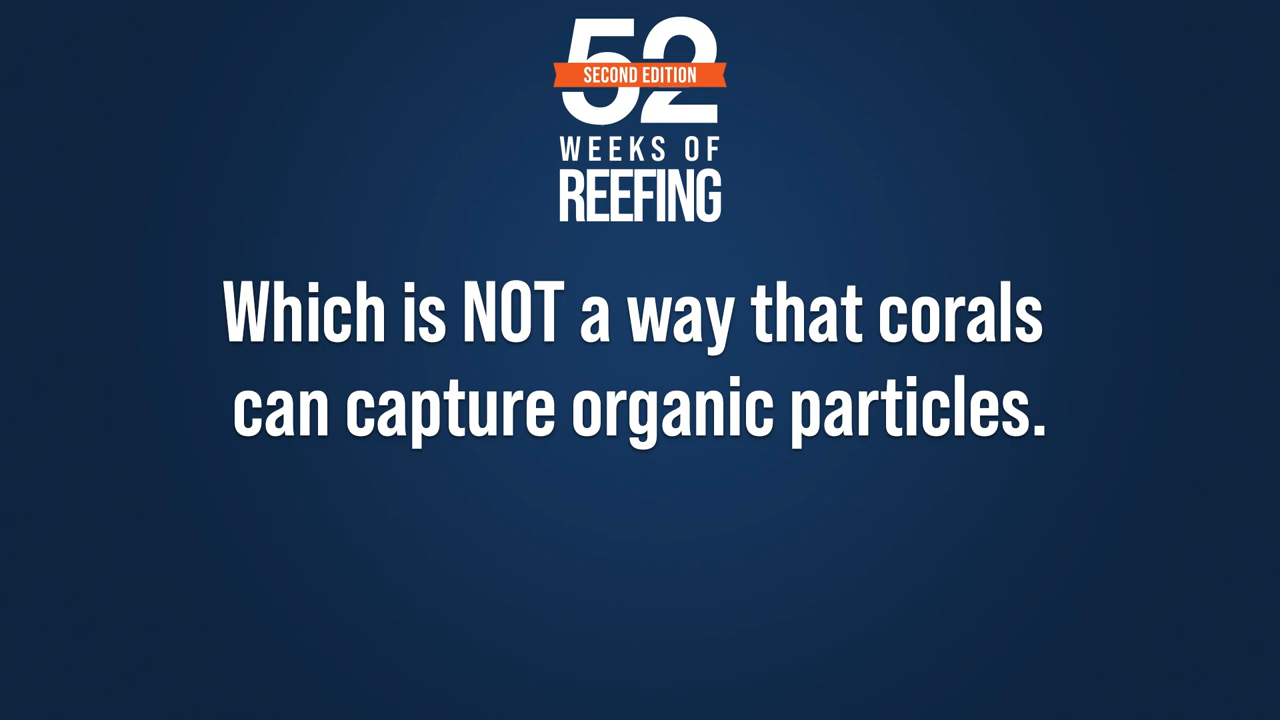 52
SECOND EDITION
WEEKS OF
REEFING
Which is NOT a way that corals
can capture organic particles.